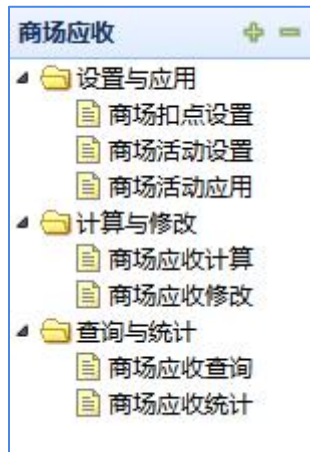 商场应收
设置与应用
商场扣点设置
商场活动设置
商场活动应用
计算与修改
商场应收计算
商场应收修改
查询与统计
商场应收查询
商场应收统计